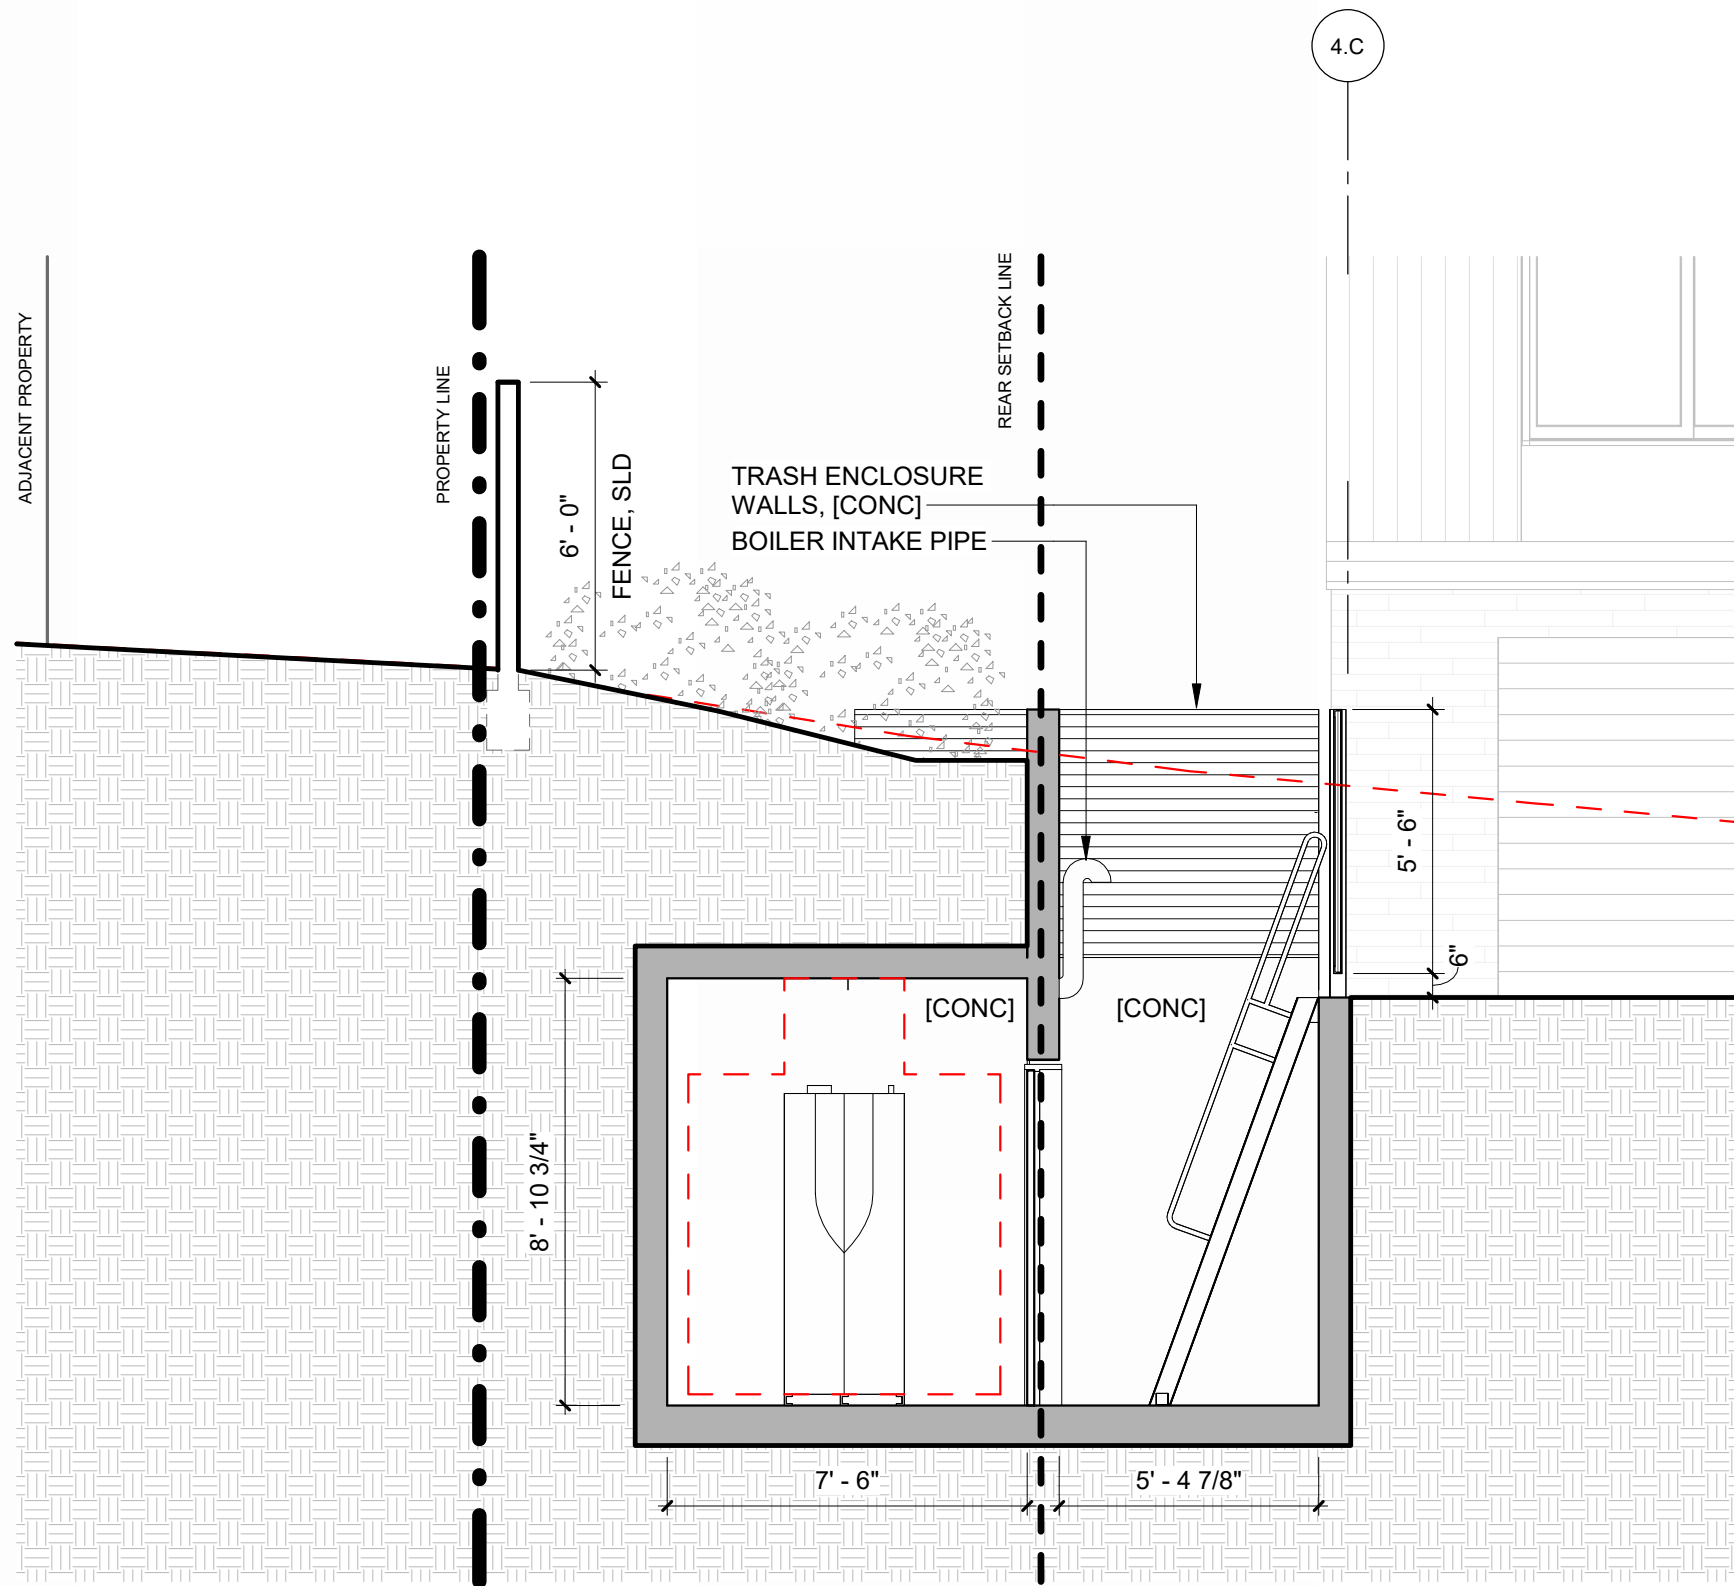 4.C
ADJACENT PROPERTY
PROPERTY LINE
REAR SETBACK LINE
6' - 0"
FENCE, SLD
TRASH ENCLOSURE
WALLS, [CONC]
BOILER INTAKE PIPE
5' - 6"
6"
[CONC]
[CONC]
8' - 10 3/4"
7' - 6"
5' - 4 7/8"